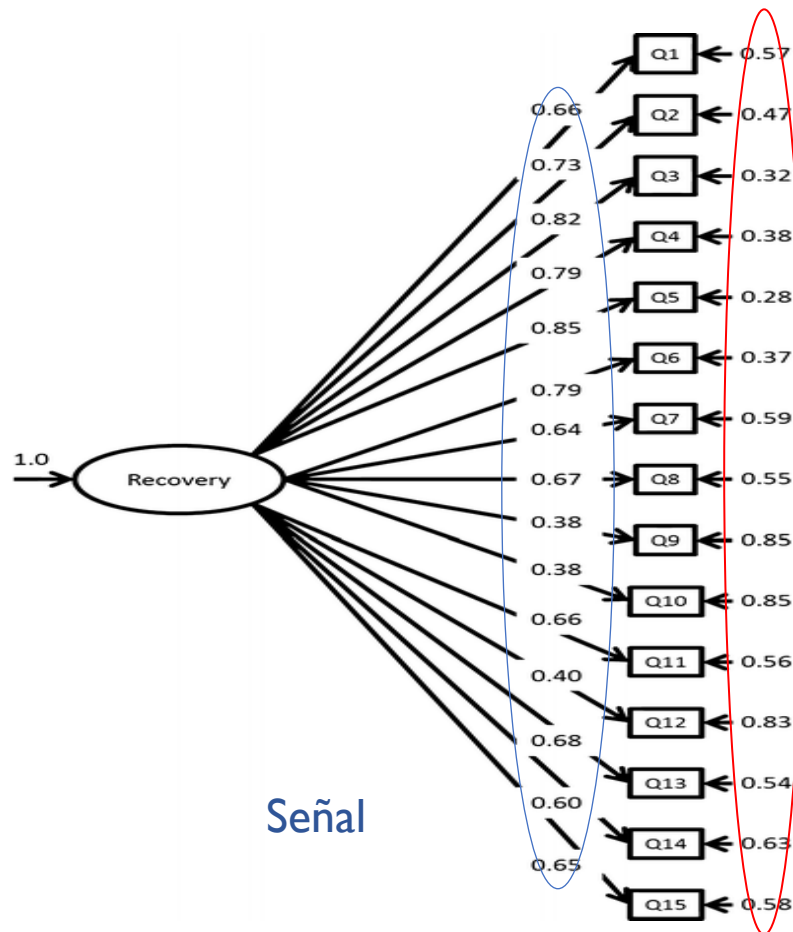 Q1 0.57
0.66
Q2 0.47
0.73
Q3 0.32
0.82
Q4 0.38
0.79
Q5 0.28
0.85
Q6 0.37
0.79
Q7 0.59
0.64
1.0
Recovery
0.67
Q8 0.55
0.38
Q9 0.85
0.38
Q10 0.85
0.66
Q11 0.56
0.40
Q12 0.83
0.68
Q13 0.54
0.60
Señal
Q14 0.63
0.65
Q15 0.58